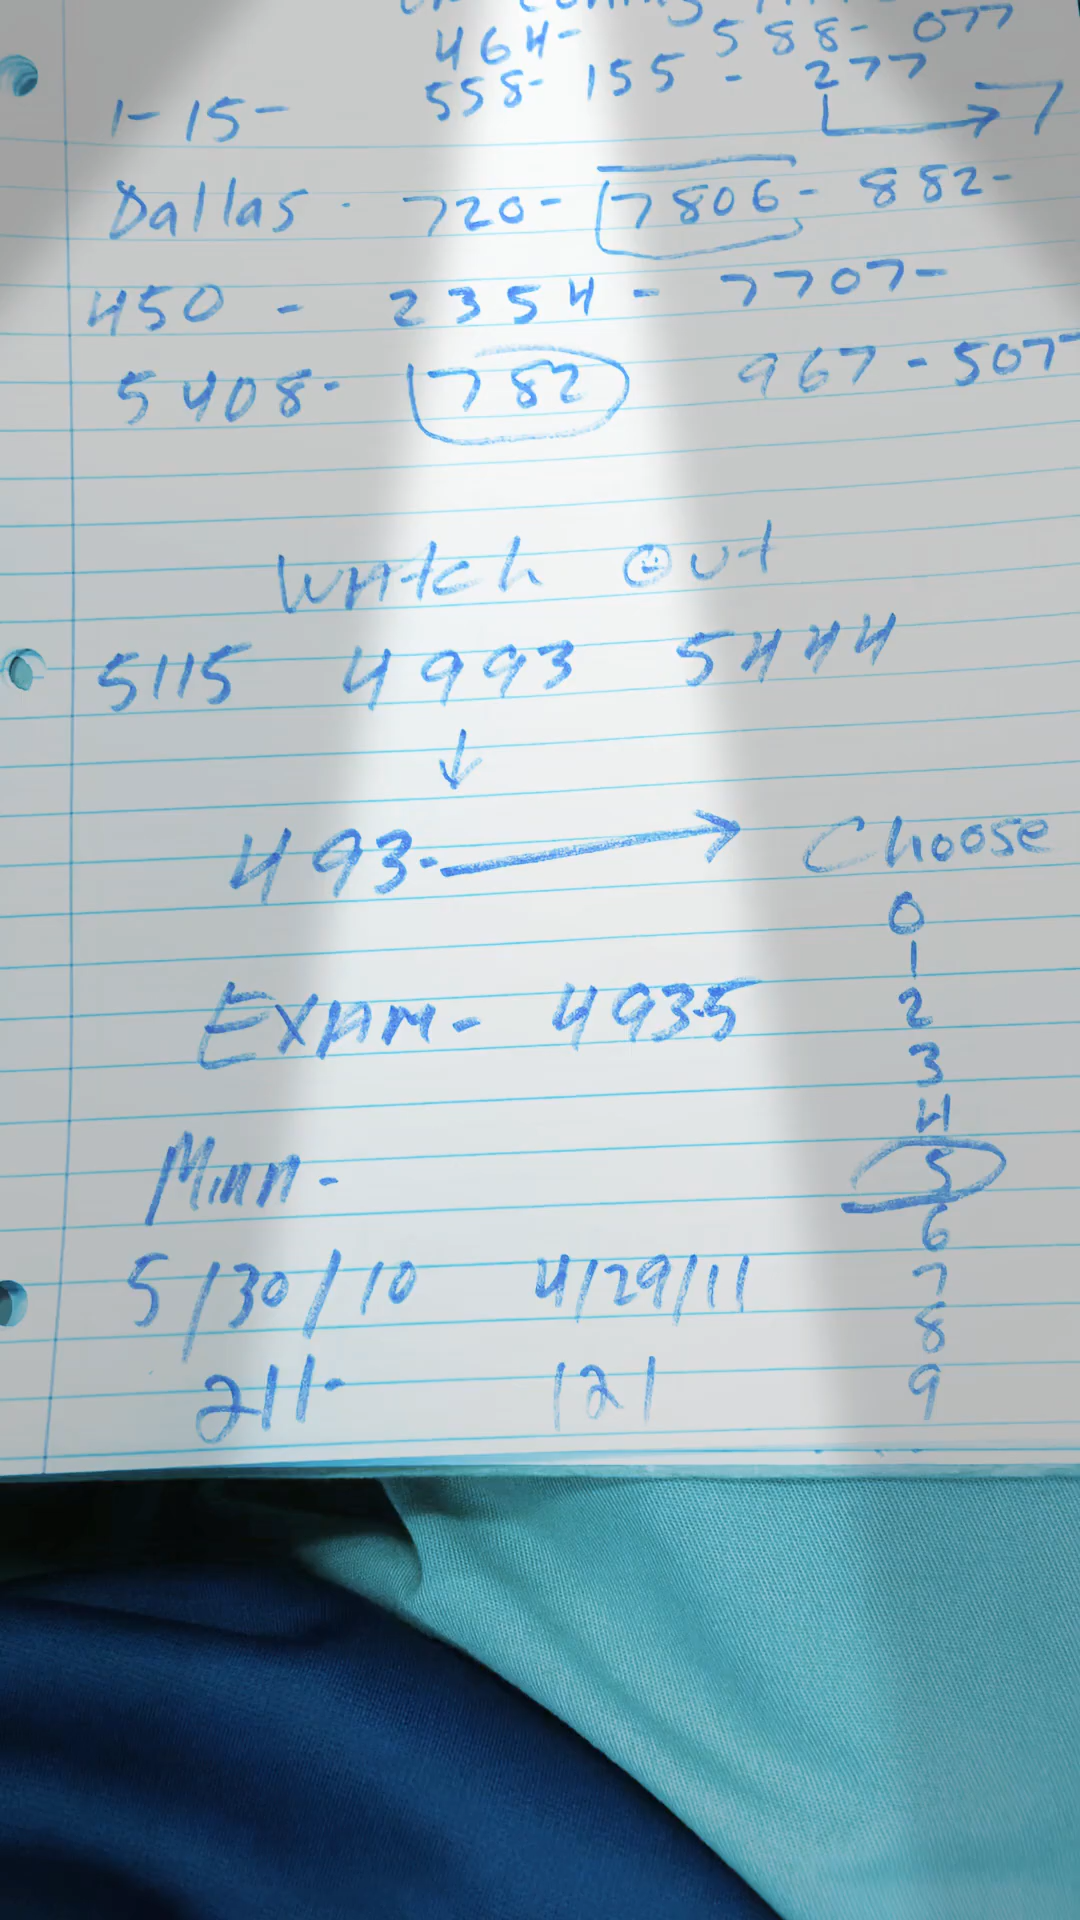 464- 588- 077
558- 155 - 277
1-15- → 7
Dallas. 720- 7806- 882-
450 - 2354 - 7707-
5408- 782 967-507-
Watch Out
5115 4993 5444
↓
493- → Choose
0
1
2
Exam- 4935
3
4
5
Mian-
6
5/30/10 4/29/11
7
8
211- 121
9